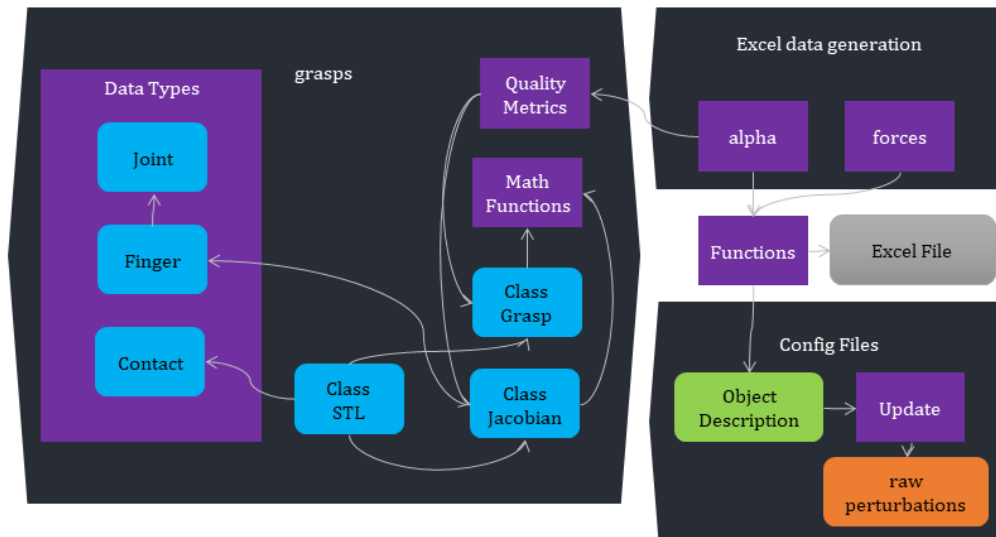 grasps
Data Types
Joint
Finger
Contact
Quality
Metrics
Math
Functions
Class
Grasp
Class
STL
Class
Jacobian
Excel data generation
alpha
forces
Functions
Excel File
Config Files
Object
Description
Update
raw
perturbations